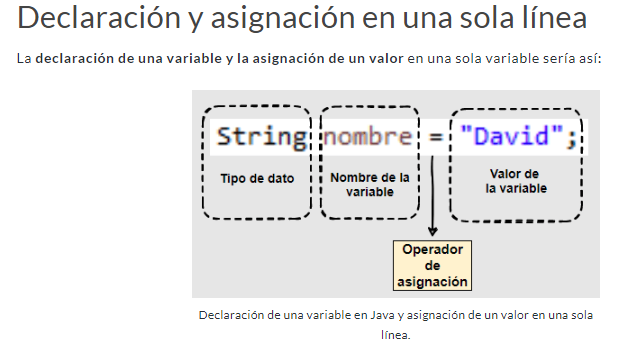 Declaración y asignación en una sola línea
La declaración de una variable y la asignación de un valor en una sola variable sería así:
String nombre = "David";
Tipo de dato
Nombre de la
variable
Valor de
la variable
Operador
de
asignación
Declaración de una variable en Java y asignación de un valor en una sola
línea.